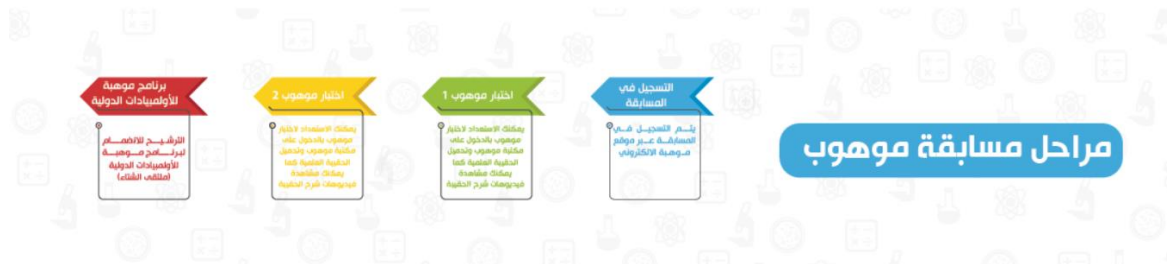 مراحل مسابقة موهوب
التسجيل في
المسابقة
يتم التسجيل في
المسابقة عبر موقع
موهبة الالكتروني
اختبار موهوب 1
يمكنك الاستعداد لاختبار
موهوب بالدخول على
مكتبة موهوب وتحميل
الحقيبة العلمية كما
يمكنك مشاهدة
فيديوهات شرح الحقيبة
اختبار موهوب 2
يمكنك الاستعداد لاختبار
موهوب بالدخول على
مكتبة موهوب وتحميل
الحقيبة العلمية كما
يمكنك مشاهدة
فيديوهات شرح الحقيبة
برنامج موهبة
للأولمبيادات الدولية
الترشيح للانضمام
لبرنامج موهبة
للأولمبيادات الدولية
(ملتقى الشتاء)